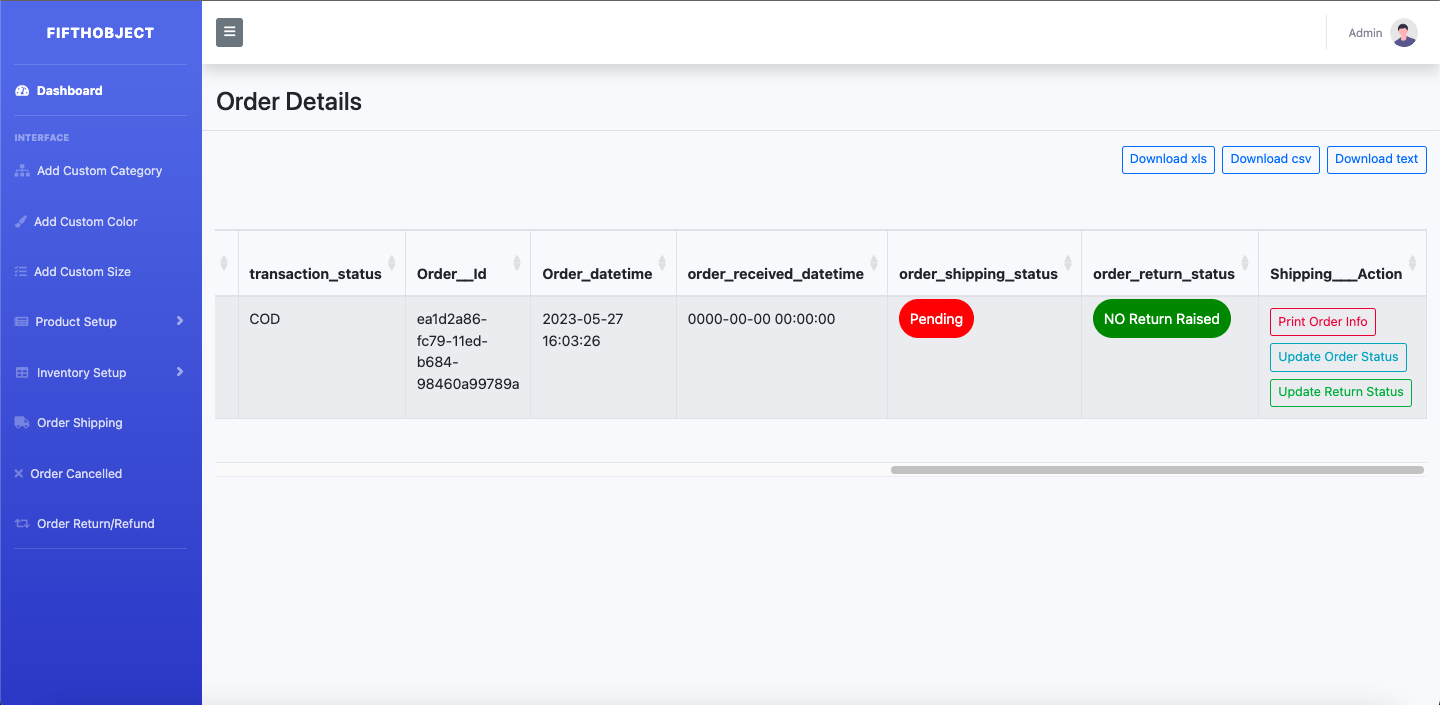 FIFTHOBJECT
Admin
Dashboard
INTERFACE
Add Custom Category
Add Custom Color
Add Custom Size
Product Setup
Inventory Setup
Order Shipping
Order Cancelled
Order Return/Refund
Order Details
Download xls Download csv Download text
transaction_status Order__Id Order_datetime order_received_datetime order_shipping_status order_return_status Shipping___Action
COD ea1d2a86- 2023-05-27 0000-00-00 00:00:00 Pending NO Return Raised Print Order Info
fc79-11ed- 16:03:26
b684- Update Order Status
98460a99789a Update Return Status